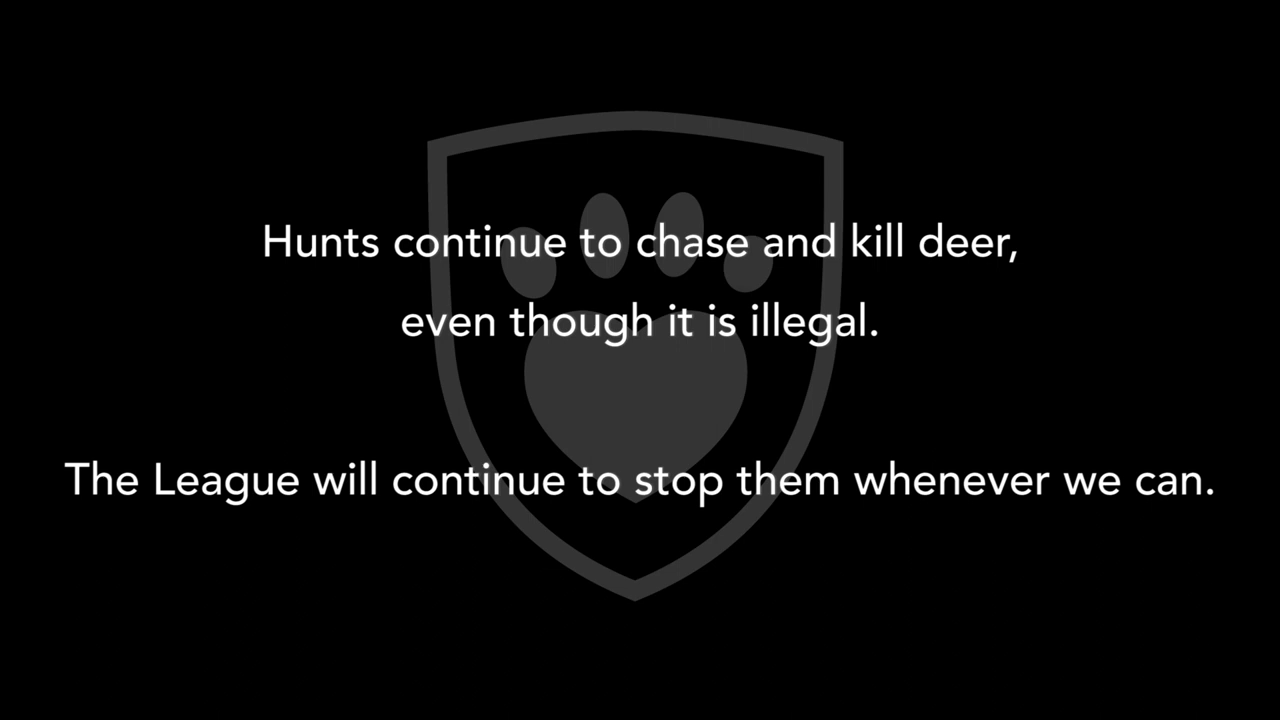 Hunts continue to chase and kill deer,
even though it is illegal.
The League will continue to stop them whenever we can.